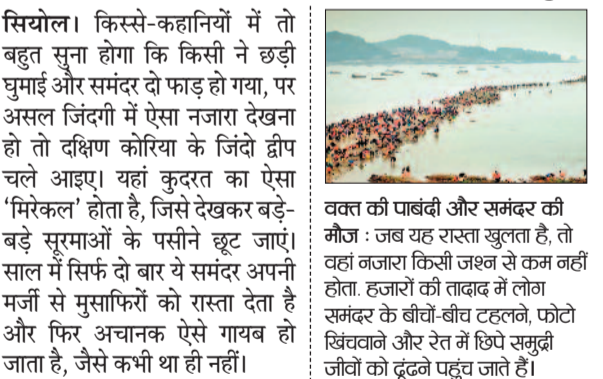 सियोल। किस्से-कहानियों में तो
बहुत सुना होगा कि किसी ने छड़ी
घुमाई और समंदर दो फाड़ हो गया, पर
असल जिंदगी में ऐसा नजारा देखना
हो तो दक्षिण कोरिया के जिंदो द्वीप
चले आइए। यहां कुदरत का ऐसा
‘मिरेकल’ होता है, जिसे देखकर बड़े-
बड़े सूरमाओं के पसीने छूट जाएं।
साल में सिर्फ दो बार ये समंदर अपनी
मर्जी से मुसाफिरों को रास्ता देता है
और फिर अचानक ऐसे गायब हो
जाता है, जैसे कभी था ही नहीं।
वक्त की पाबंदी और समंदर की
मौज : जब यह रास्ता खुलता है, तो
वहां नजारा किसी जश्न से कम नहीं
होता. हजारों की तादाद में लोग
समंदर के बीचों-बीच टहलने, फोटो
खिंचवाने और रेत में छिपे समुद्री
जीवों को ढूंढने पहुंच जाते हैं।